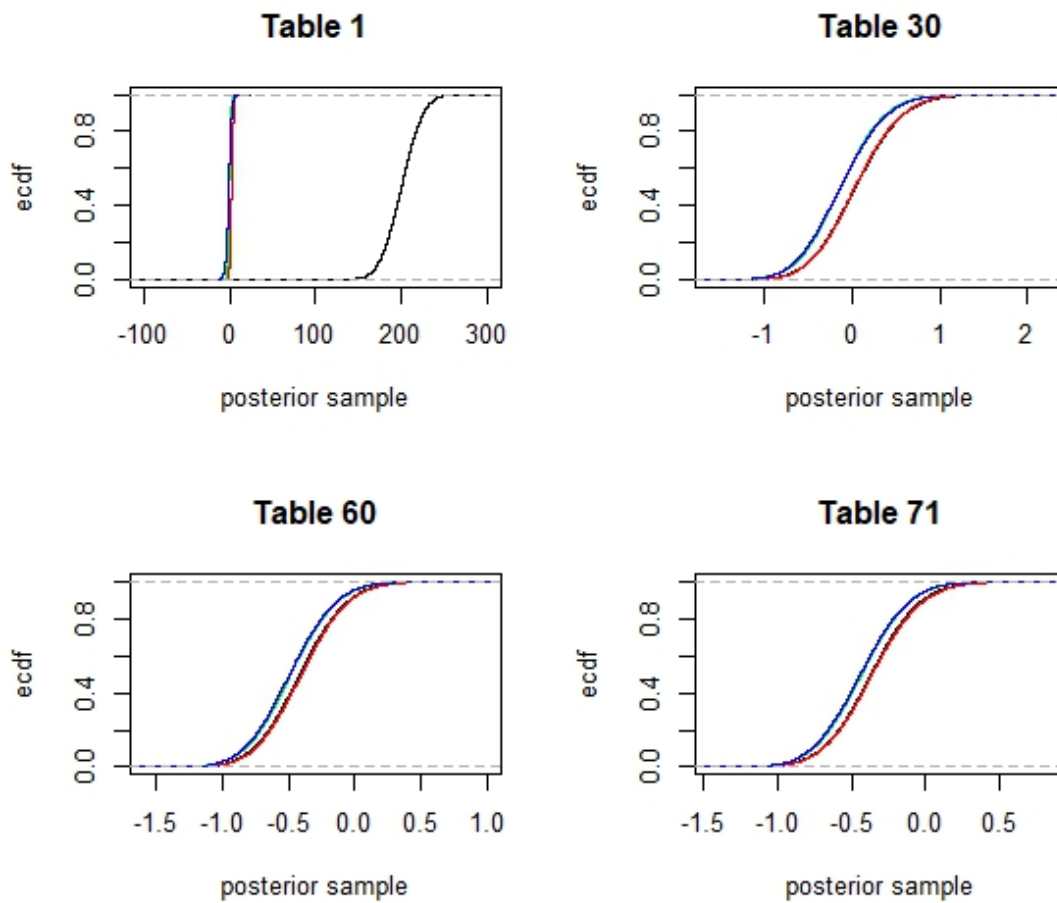 Table 1
0.0 0.4 0.8
ecdf
-100 0 100 200 300
posterior sample
Table 30
0.0 0.4 0.8
ecdf
-1 0 1 2
posterior sample
Table 60
0.0 0.4 0.8
ecdf
-1.5 -1.0 -0.5 0.0 0.5 1.0
posterior sample
Table 71
0.0 0.4 0.8
ecdf
-1.5 -1.0 -0.5 0.0 0.5
posterior sample